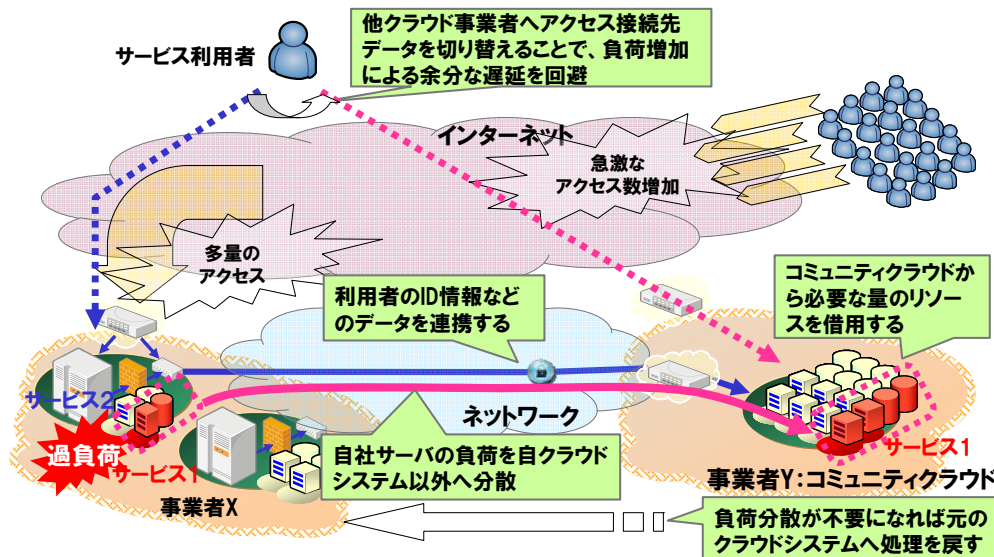 他クラウド事業者へアクセス接続先
データを切り替えることで、負荷増加
による余分な遅延を回避
サービス利用者
インターネット
急激な
アクセス数増加
多量の
アクセス
利用者のID情報など
のデータを連携する
コミュニティクラウドか
ら必要な量のリソー
スを借用する
サービス2
ネットワーク
過負荷
サービス1
サービス1
自社サーバの負荷を自クラウド
システム以外へ分散
事業者X
事業者Y:コミュニティクラウド
負荷分散が不要になれば元の
クラウドシステムへ処理を戻す